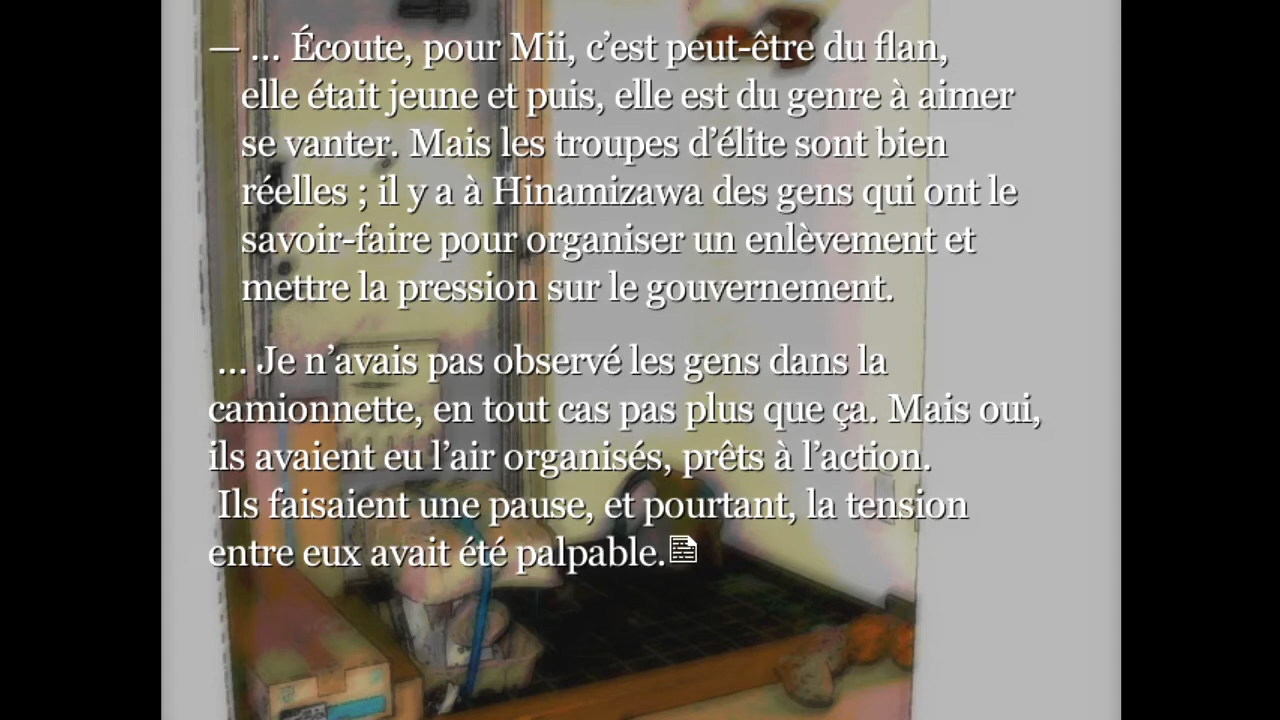 — … Écoute, pour Mii, c’est peut-être du flan,
elle était jeune et puis, elle est du genre à aimer
se vanter. Mais les troupes d’élite sont bien
réelles ; il y a à Hinamizawa des gens qui ont le
savoir-faire pour organiser un enlèvement et
mettre la pression sur le gouvernement.
… Je n’avais pas observé les gens dans la
camionnette, en tout cas pas plus que ça. Mais oui,
ils avaient eu l’air organisés, prêts à l’action.
Ils faisaient une pause, et pourtant, la tension
entre eux avait été palpable.